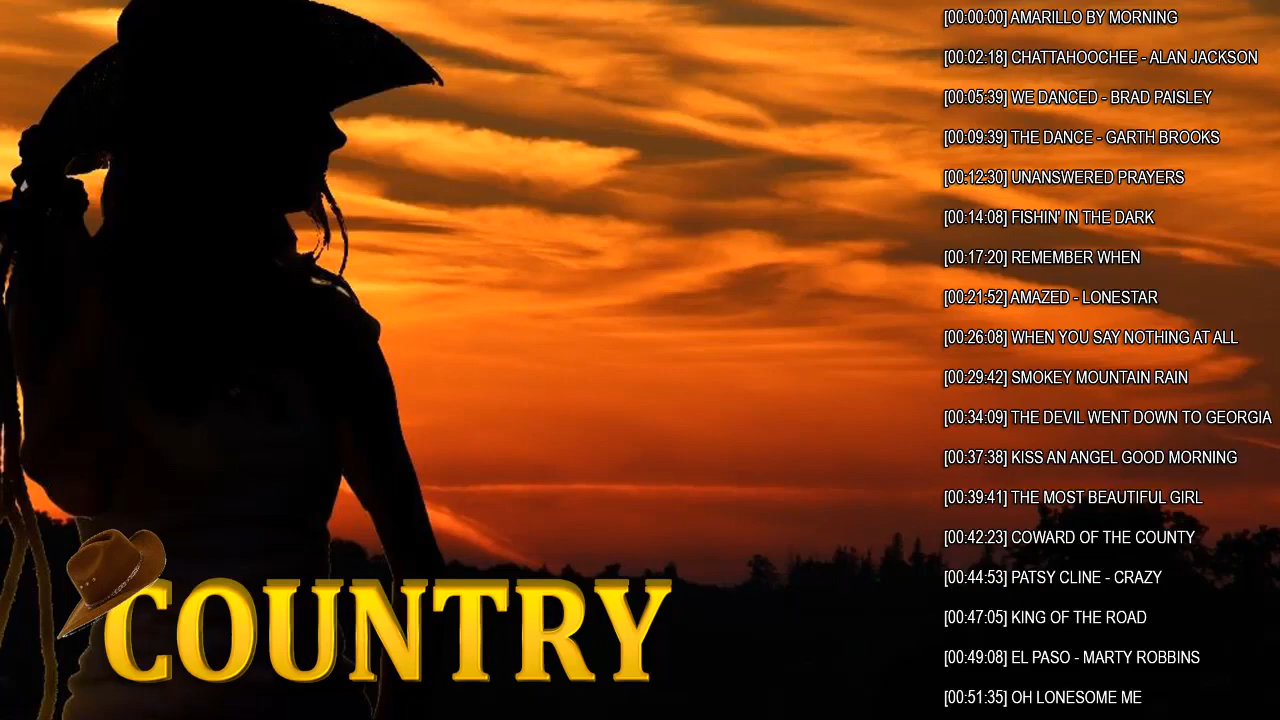 [00:00:00] AMARILLO BY MORNING
[00:02:18] CHATTAHOOCHEE - ALAN JACKSON
[00:05:39] WE DANCED - BRAD PAISLEY
[00:09:39] THE DANCE - GARTH BROOKS
[00:12:30] UNANSWERED PRAYERS
[00:14:08] FISHIN' IN THE DARK
[00:17:20] REMEMBER WHEN
[00:21:52] AMAZED - LONESTAR
[00:26:08] WHEN YOU SAY NOTHING AT ALL
[00:29:42] SMOKEY MOUNTAIN RAIN
[00:34:09] THE DEVIL WENT DOWN TO GEORGIA
[00:37:38] KISS AN ANGEL GOOD MORNING
[00:39:41] THE MOST BEAUTIFUL GIRL
[00:42:23] COWARD OF THE COUNTY
[00:44:53] PATSY CLINE - CRAZY
[00:47:05] KING OF THE ROAD
[00:49:08] EL PASO - MARTY ROBBINS
[00:51:35] OH LONESOME ME
COUNTRY